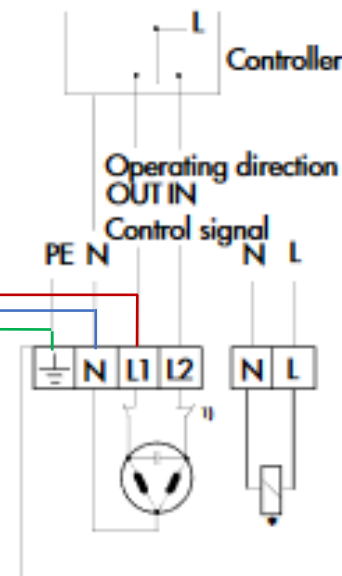 L
Controller
Operating direction
OUT IN
Control signal
PE N
N L
N L1 L2
N L
1)